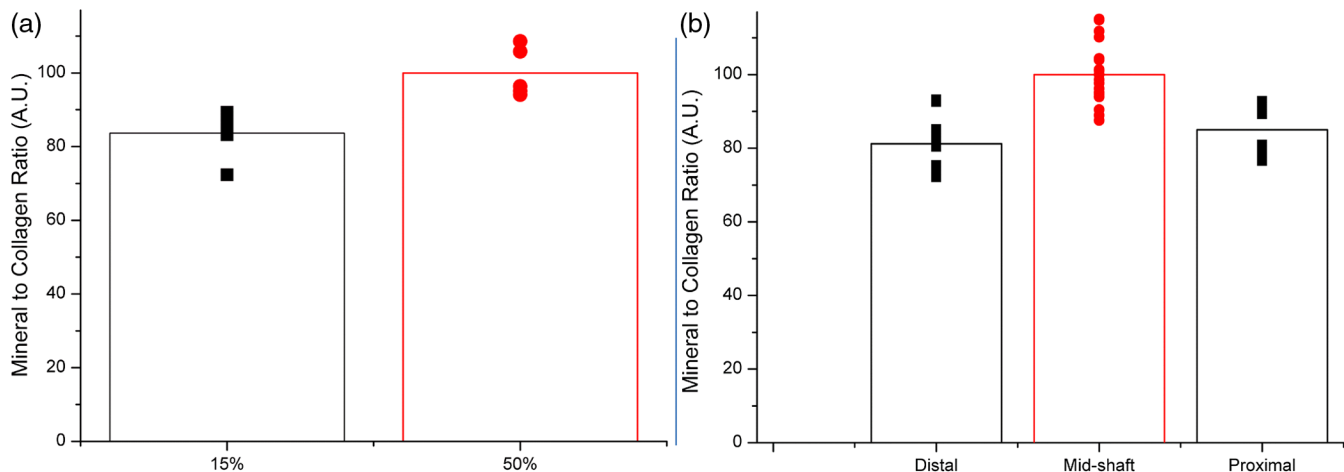 (a)
Mineral to Collagen Ratio (A.U.)
100
80
60
40
20
0
15%
50%
(b)
Mineral to Collagen Ratio (A.U.)
100
80
60
40
20
0
Distal
Mid-shaft
Proximal